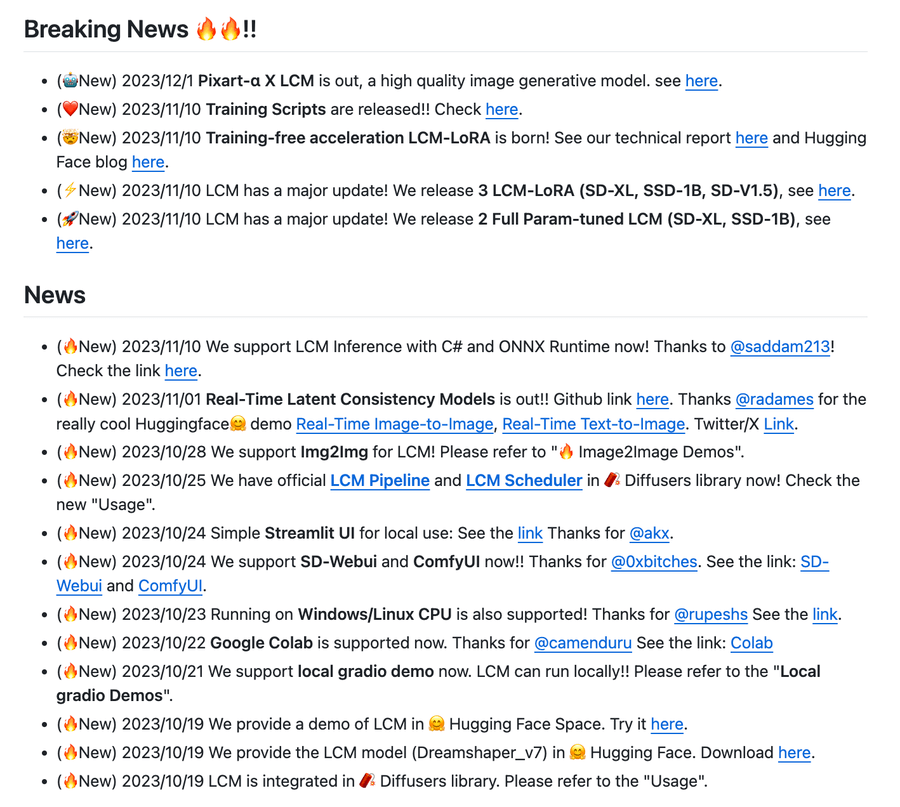 Breaking News 🔥🔥!!
(🤖New) 2023/12/1 Pixart-α X LCM is out, a high quality image generative model. see here.
(❤️New) 2023/11/10 Training Scripts are released!! Check here.
(🤯New) 2023/11/10 Training-free acceleration LCM-LoRA is born! See our technical report here and Hugging
Face blog here.
(⚡️New) 2023/11/10 LCM has a major update! We release 3 LCM-LoRA (SD-XL, SSD-1B, SD-V1.5), see here.
(🚀New) 2023/11/10 LCM has a major update! We release 2 Full Param-tuned LCM (SD-XL, SSD-1B), see
here.
News
(🔥New) 2023/11/10 We support LCM Inference with C# and ONNX Runtime now! Thanks to @saddam213!
Check the link here.
(🔥New) 2023/11/01 Real-Time Latent Consistency Models is out!! Github link here. Thanks @radames for the
really cool Huggingface🤗 demo Real-Time Image-to-Image, Real-Time Text-to-Image. Twitter/X Link.
(🔥New) 2023/10/28 We support Img2Img for LCM! Please refer to "🔥 Image2Image Demos".
(🔥New) 2023/10/25 We have official LCM Pipeline and LCM Scheduler in 🧨 Diffusers library now! Check the
new "Usage".
(🔥New) 2023/10/24 Simple Streamlit UI for local use: See the link Thanks for @akx.
(🔥New) 2023/10/24 We support SD-Webui and ComfyUI now!! Thanks for @0xbitches. See the link: SD-
Webui and ComfyUI.
(🔥New) 2023/10/23 Running on Windows/Linux CPU is also supported! Thanks for @rupeshs See the link.
(🔥New) 2023/10/22 Google Colab is supported now. Thanks for @camenduru See the link: Colab
(🔥New) 2023/10/21 We support local gradio demo now. LCM can run locally!! Please refer to the "Local
gradio Demos".
(🔥New) 2023/10/19 We provide a demo of LCM in 🤗 Hugging Face Space. Try it here.
(🔥New) 2023/10/19 We provide the LCM model (Dreamshaper_v7) in 🤗 Hugging Face. Download here.
(🔥New) 2023/10/19 LCM is integrated in 🧨 Diffusers library. Please refer to the "Usage".